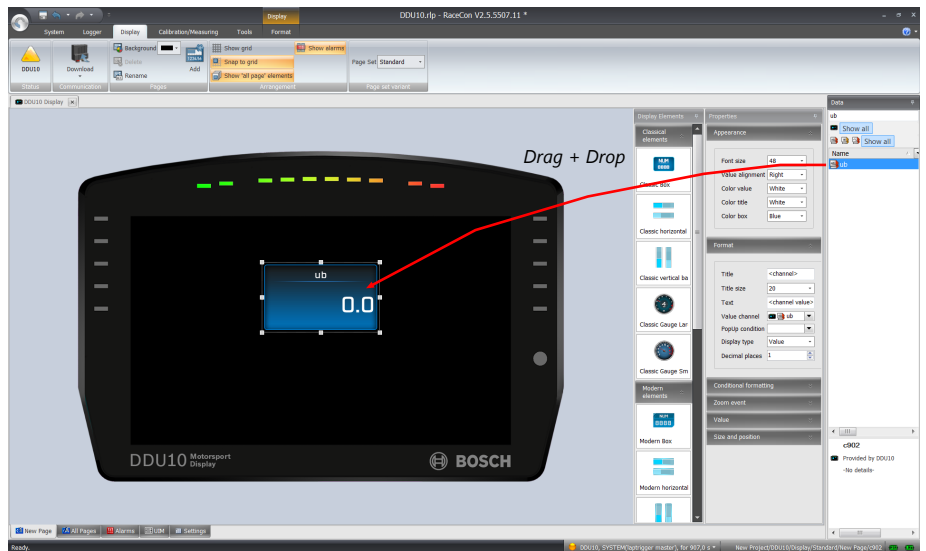 Display
DDU10.rlp - RaceCon V2.5.5507.11 *
System Logger Display Calibration/Measuring Tools Format
DDU10
Status
Download
Communication
Background
Delete
Rename
Add
Pages
Show grid
Snap to grid
Show "all page" elements
Show alarms
Arrangement
Page Set Standard
Page set variant
DDU10 Display
Display Elements
Classical
elements
NUM
8888
Classic Box
Classic horizontal
Classic vertical ba
Classic Gauge Lar
Classic Gauge Sm
Modern
elements
NUM
8888
Modern Box
Modern horizontal
Properties
Appearance
Font size 48
Value alignment Right
Color value White
Color title White
Color box Blue
Format
Title <channel>
Title size 20
Text <channel value>
Value channel ub
PopUp condition
Display type Value
Decimal places 1
Conditional formatting
Zoom event
Value
Size and position
Data
ub
Show all
Show all
Name
ub
c902
Provided by DDU10
-No details-
Drag + Drop
ub
0.0
DDU10 Motorsport
Display
BOSCH
New Page All Pages Alarms UIM Settings
Ready.
DDU10, SYSTEM(laptrigger master), for 907,0 s
New Project/DDU10/Display/Standard/New Page/c902